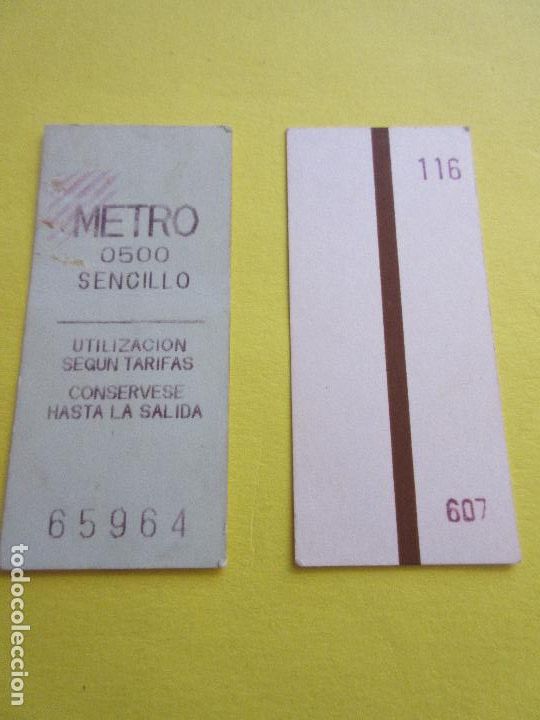 METRO
0500
SENCILLO
UTILIZACION
SEGUN TARIFAS
CONSERVESE
HASTA LA SALIDA
65964
116
607
todocoleccion